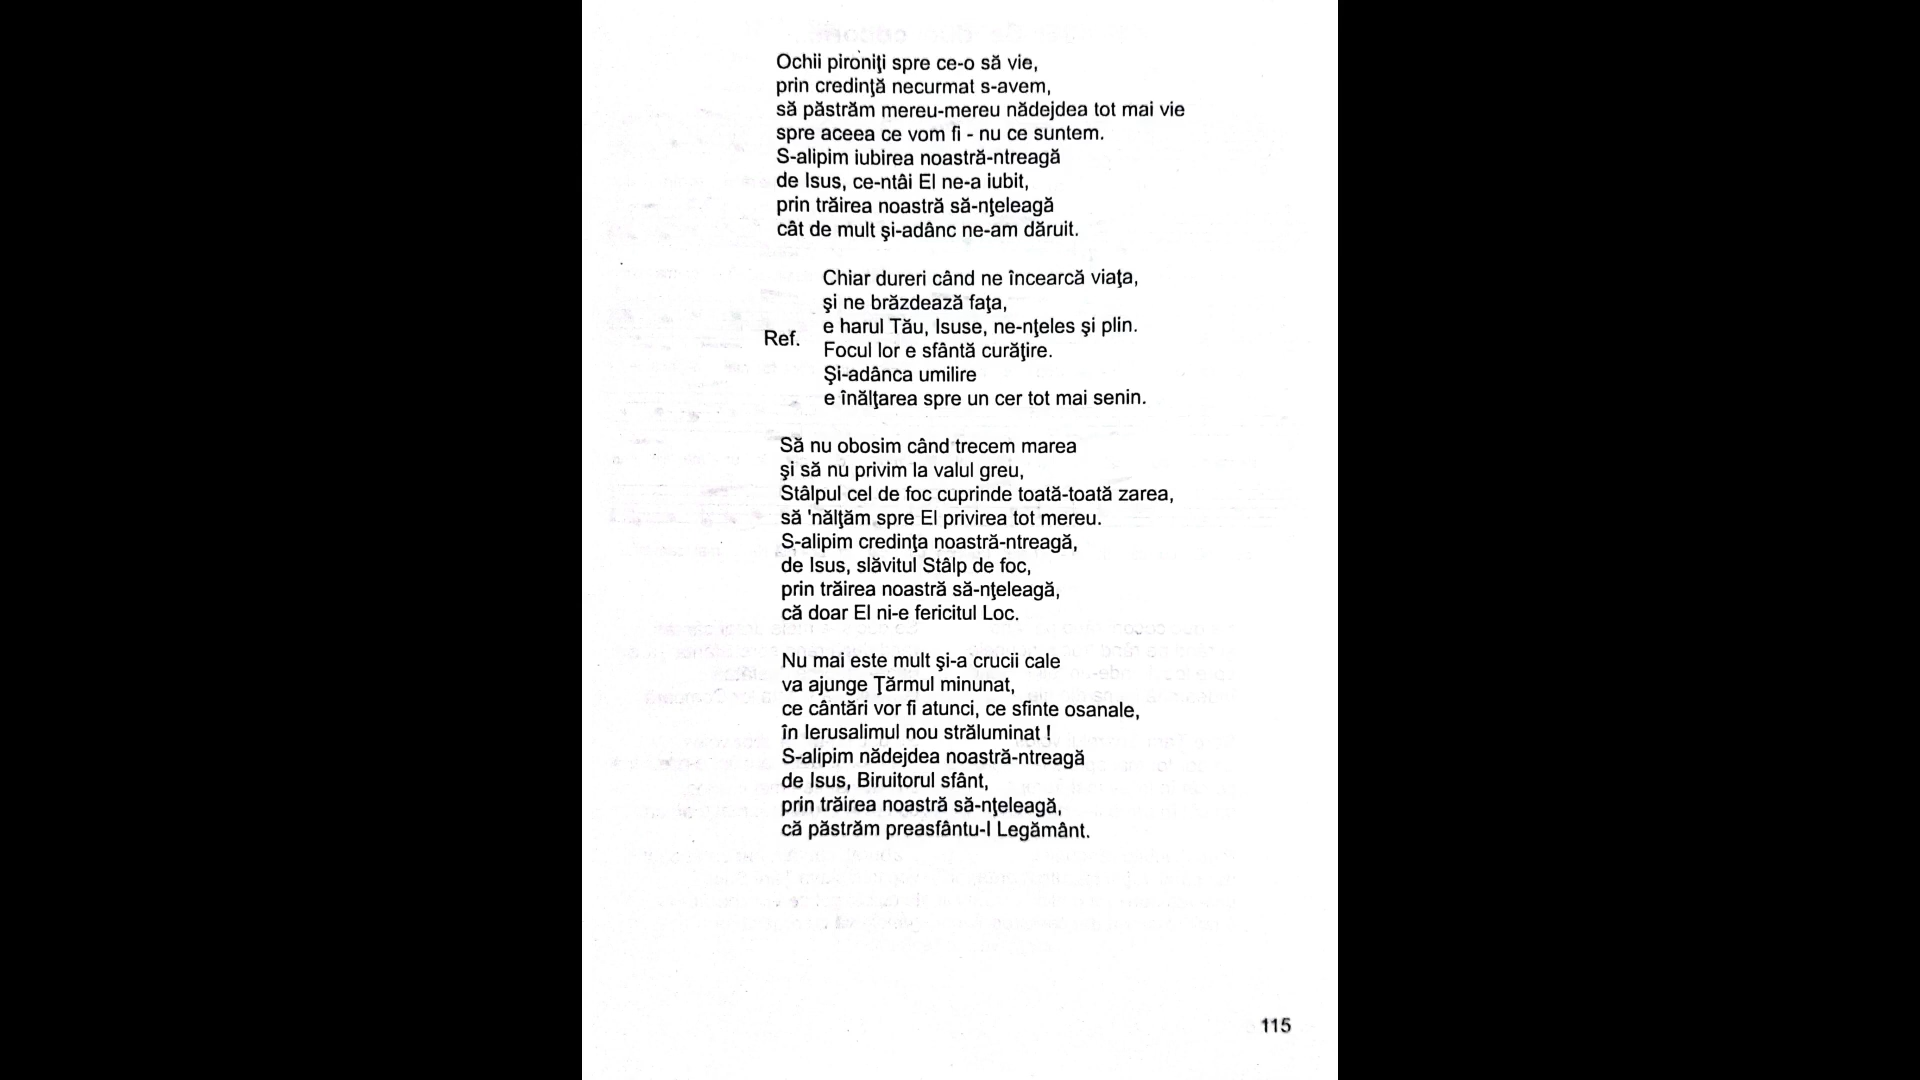 Ochii pironiţi spre ce-o să vie,
prin credinţă necurmat s-avem,
să păstrăm mereu-mereu nădejdea tot mai vie
spre aceea ce vom fi - nu ce suntem.
S-alipim iubirea noastră-ntreagă
de Isus, ce-ntâi El ne-a iubit,
prin trăirea noastră să-nţeleagă
cât de mult şi-adânc ne-am dăruit.
Chiar dureri când ne încearcă viaţa,
şi ne brăzdează faţa,
e harul Tău, Isuse, ne-nţeles şi plin.
Ref.
Focul lor e sfântă curăţire.
Şi-adânca umilire
e înălţarea spre un cer tot mai senin.
Să nu obosim când trecem marea
şi să nu privim la valul greu,
Stâlpul cel de foc cuprinde toată-toată zarea,
să 'nălţăm spre El privirea tot mereu.
S-alipim credinţa noastră-ntreagă,
de Isus, slăvitul Stâlp de foc,
prin trăirea noastră să-nţeleagă,
că doar El ni-e fericitul Loc.
Nu mai este mult şi-a crucii cale
va ajunge Ţărmul minunat,
ce cântări vor fi atunci, ce sfinte osanale,
în Ierusalimul nou străluminat !
S-alipim nădejdea noastră-ntreagă
de Isus, Biruitorul sfânt,
prin trăirea noastră să-nţeleagă,
că păstrăm preasfântu-I Legământ.
115